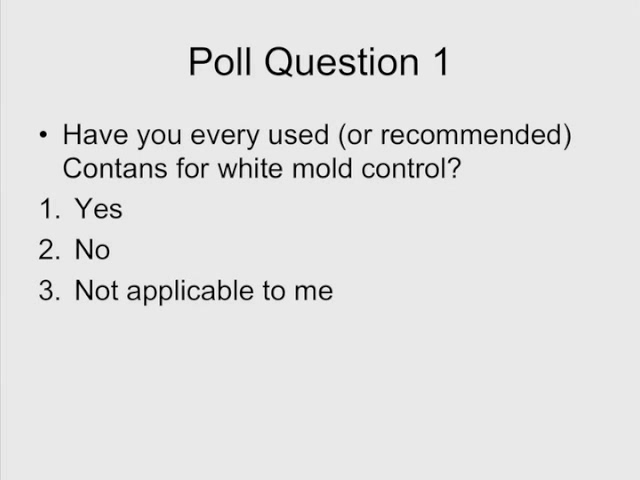 Poll Question 1
• Have you every used (or recommended)
Contans for white mold control?
1. Yes
2. No
3. Not applicable to me